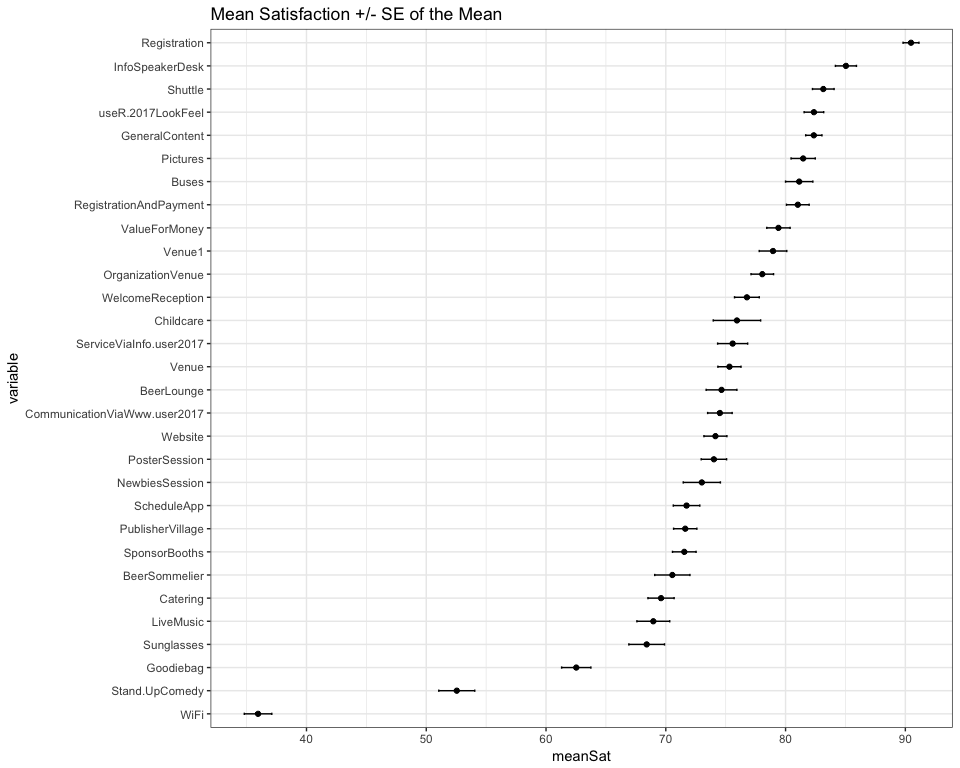 Mean Satisfaction +/- SE of the Mean
Registration
InfoSpeakerDesk
Shuttle
useR.2017LookFeel
GeneralContent
Pictures
Buses
RegistrationAndPayment
ValueForMoney
Venue1
OrganizationVenue
WelcomeReception
Childcare
ServiceViaInfo.user2017
Venue
BeerLounge
CommunicationViaWww.user2017
Website
PosterSession
NewbiesSession
ScheduleApp
PublisherVillage
SponsorBooths
BeerSommelier
Catering
LiveMusic
Sunglasses
Goodiebag
Stand.UpComedy
WiFi
variable
40 50 60 70 80 90
meanSat